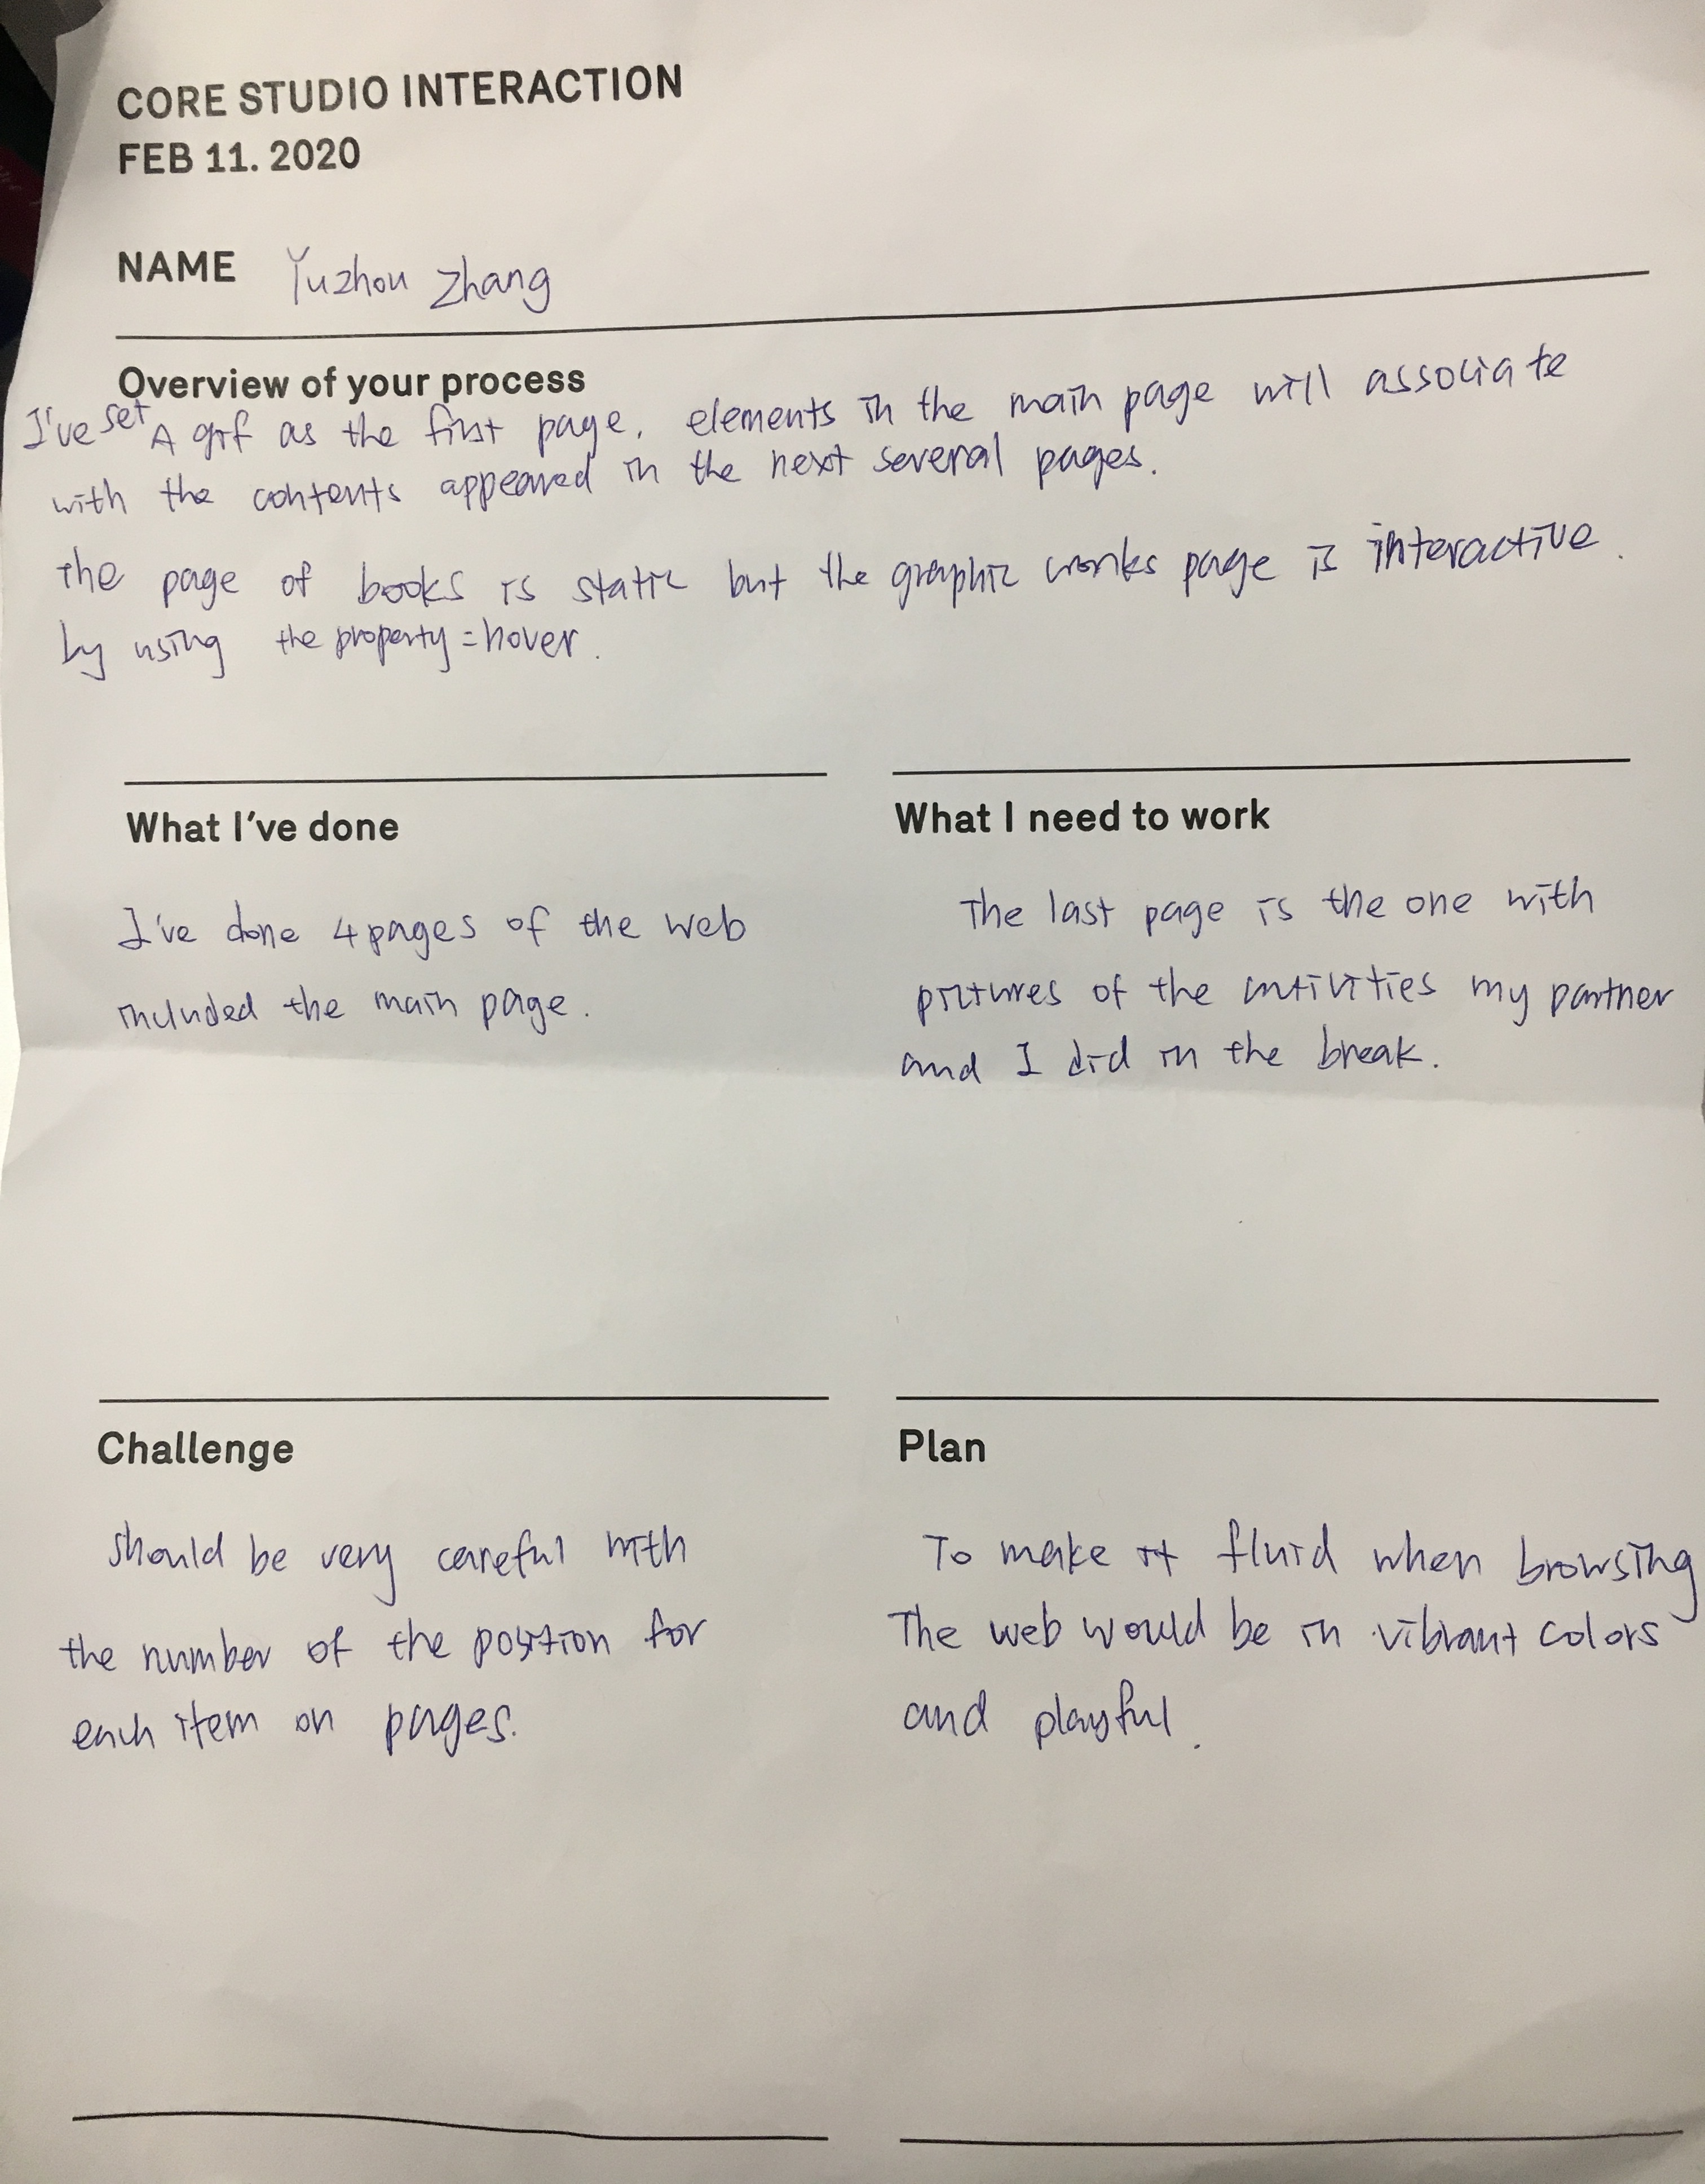 CORE STUDIO INTERACTION
FEB 11. 2020
NAME Yuzhou Zhang
Overview of your process
I've set A gif as the first page. elements in the main page will associate
with the contents appeared in the next several pages.
The page of books is static but the graphic works page is interactive.
by using the property = hover.
What I've done
I've done 4 pages of the web
included the main page.
What I need to work
The last page is the one with
pictures of the activities my partner
and I did in the break.
Challenge
should be very careful with
the number of the position for
each item on pages.
Plan
To make it fluid when browsing
The web would be in vibrant colors
and playful.